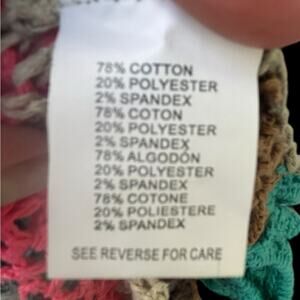 78% COTTON
20% POLYESTER
2% SPANDEX
78% COTON
20% POLYESTER
2% SPANDEX
78% ALGODÓN
20% POLYESTER
2% SPANDEX
78% COTONE
20% POLIESTERE
2% SPANDEX
SEE REVERSE FOR CARE